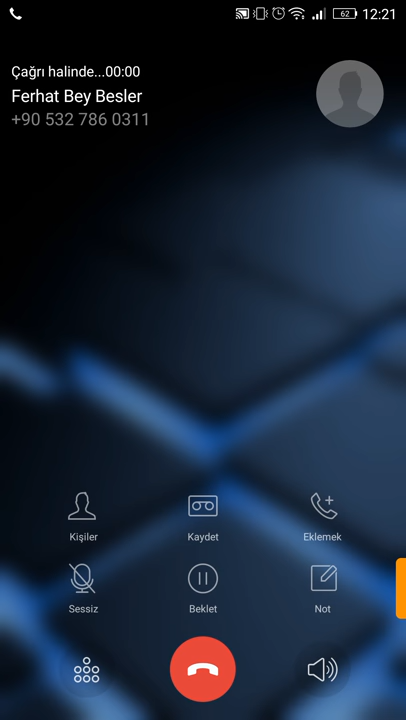 62 12:21
Çağrı halinde...00:00
Ferhat Bey Besler
+90 532 786 0311
Kişiler Kaydet Eklemek
Sessiz Beklet Not